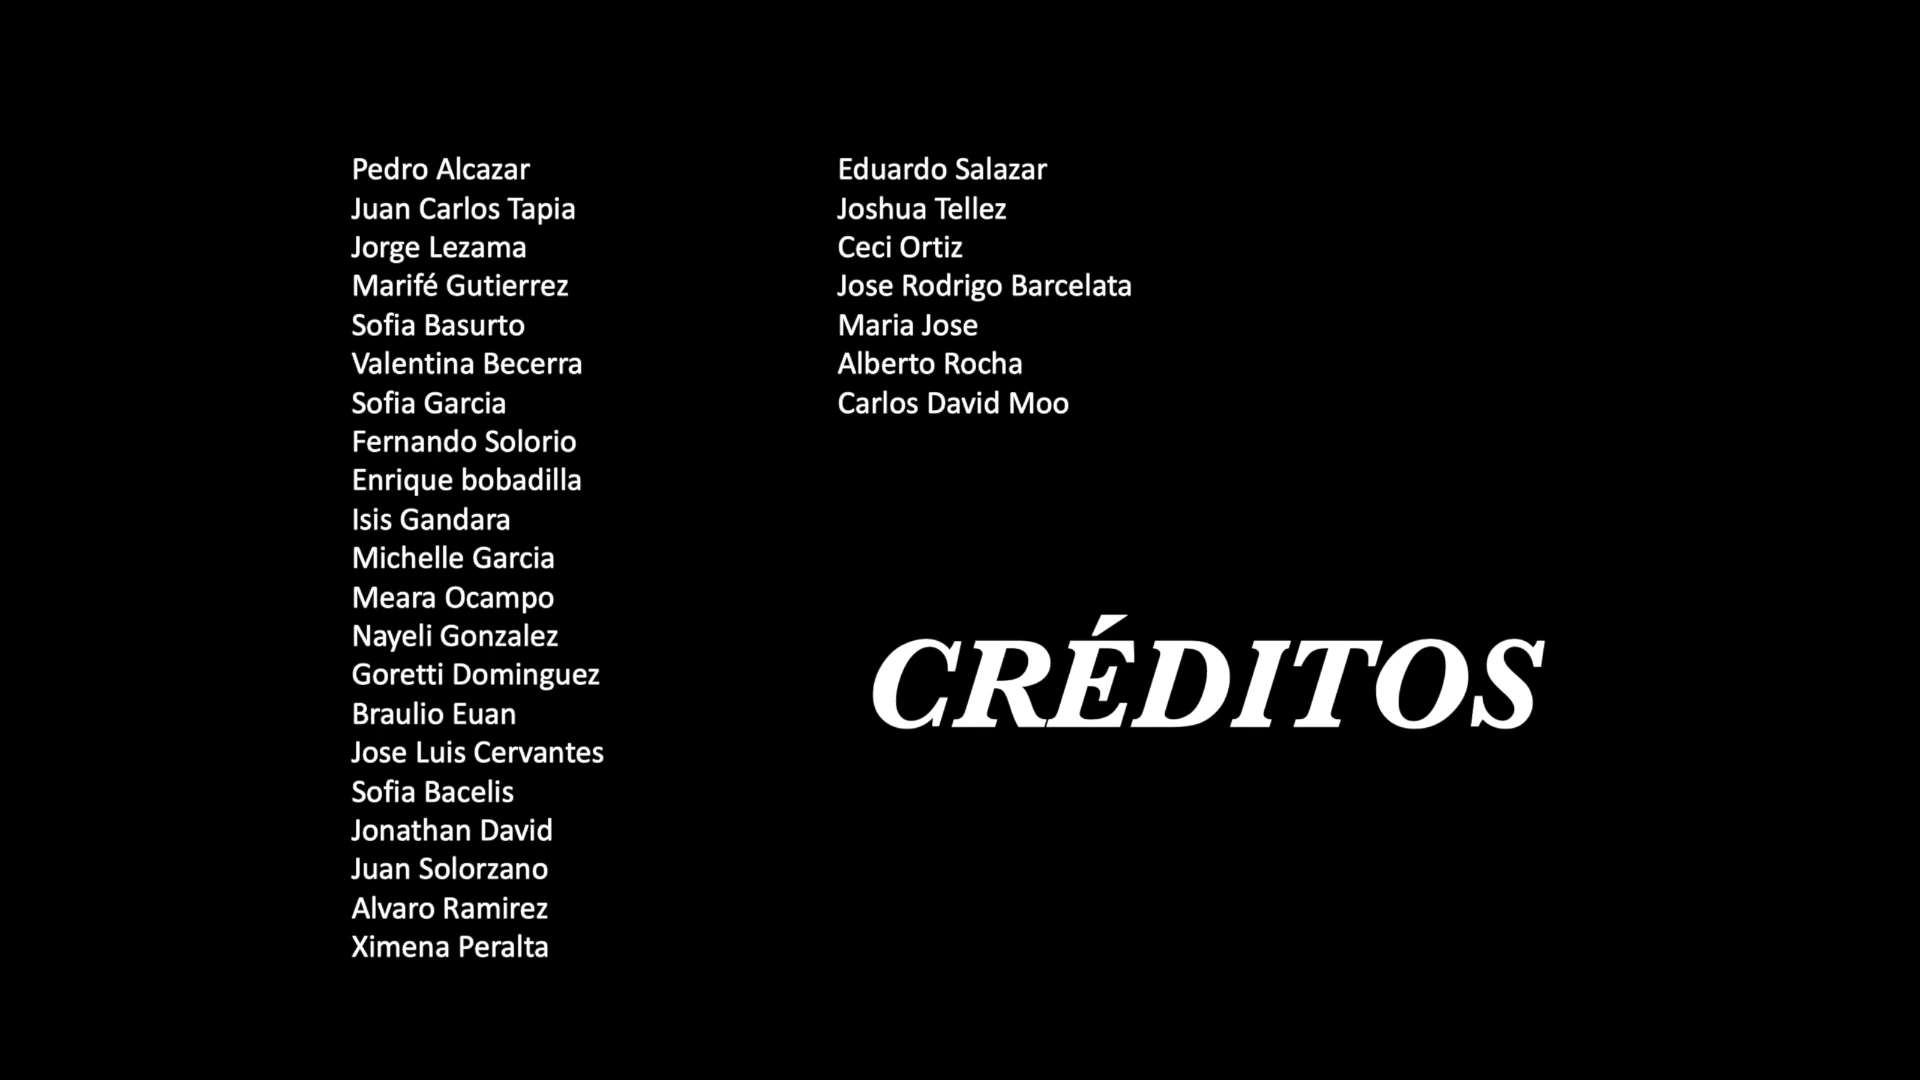 Pedro Alcazar
Juan Carlos Tapia
Jorge Lezama
Marifé Gutierrez
Sofia Basurto
Valentina Becerra
Sofia Garcia
Fernando Solorio
Enrique bobadilla
Isis Gandara
Michelle Garcia
Meara Ocampo
Nayeli Gonzalez
Goretti Dominguez
Braulio Euan
Jose Luis Cervantes
Sofia Bacelis
Jonathan David
Juan Solorzano
Alvaro Ramirez
Ximena Peralta
Eduardo Salazar
Joshua Tellez
Ceci Ortiz
Jose Rodrigo Barcelata
Maria Jose
Alberto Rocha
Carlos David Moo
CRÉDITOS